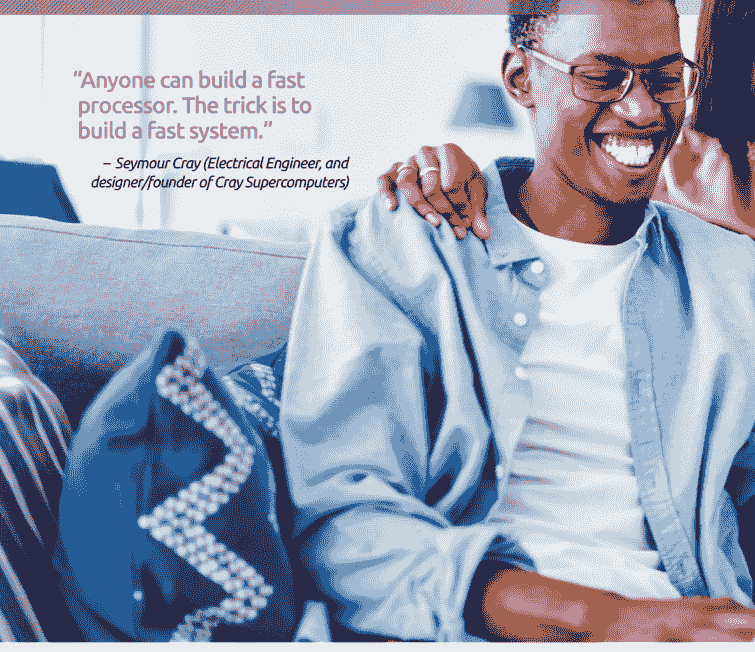 “Anyone can build a fast
processor. The trick is to
build a fast system.”
– Seymour Cray (Electrical Engineer, and
designer/founder of Cray Supercomputers)